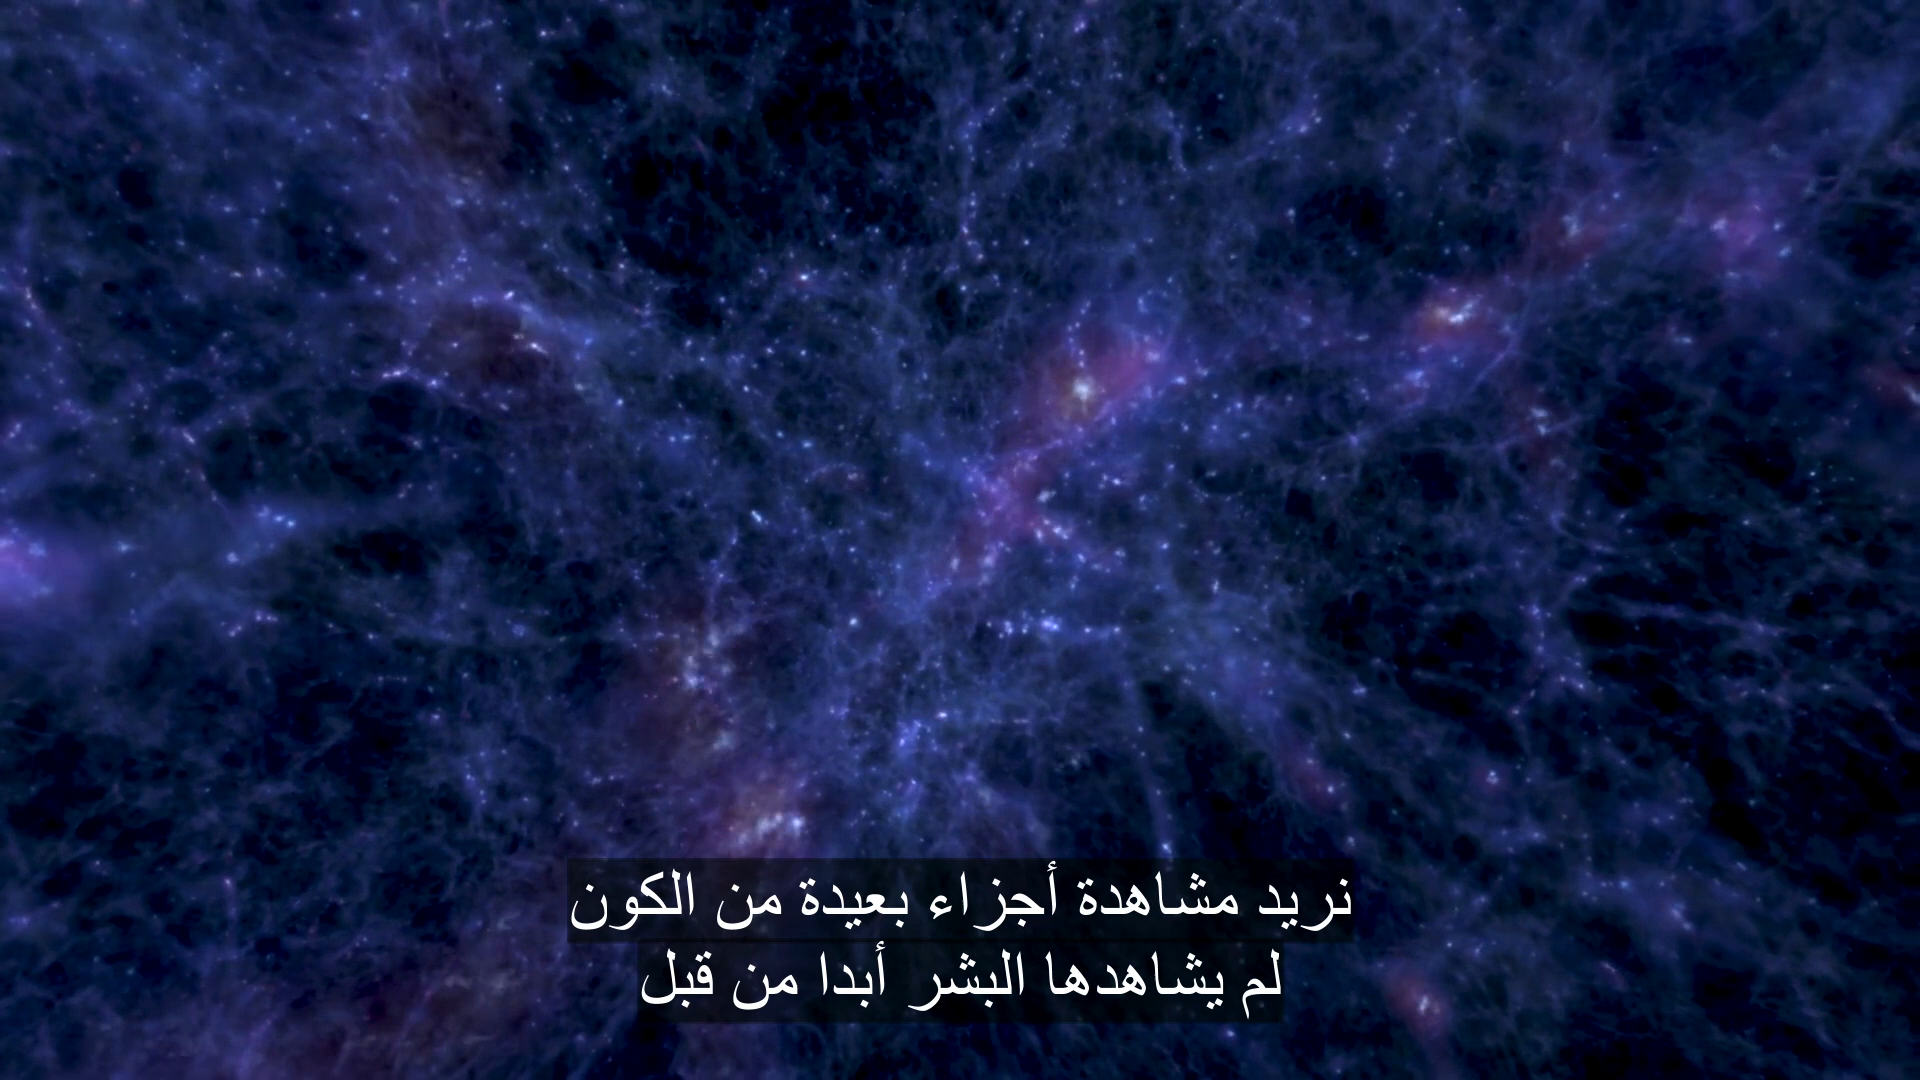 نريد مشاهدة أجزاء بعيدة من الكون
لم يشاهدها البشر أبدا من قبل